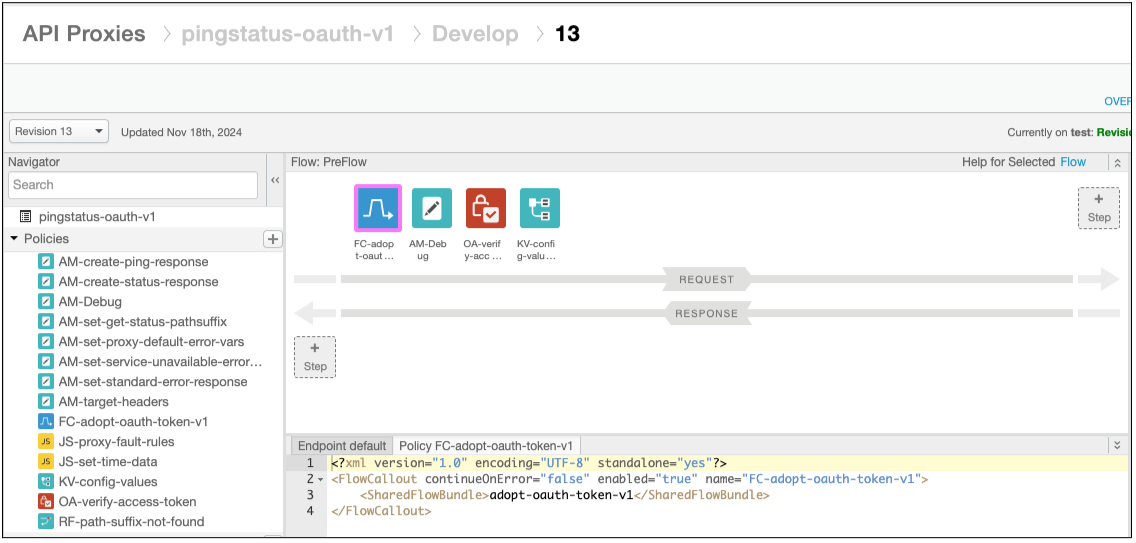 API Proxies > pingstatus-oauth-v1 > Develop > 13
OVER
Revision 13
Updated Nov 18th, 2024
Currently on test: Revisio
Navigator
Search
pingstatus-oauth-v1
Policies
AM-create-ping-response
AM-create-status-response
AM-Debug
AM-set-get-status-pathsuffix
AM-set-proxy-default-error-vars
AM-set-service-unavailable-error…
AM-set-standard-error-response
AM-target-headers
FC-adopt-oauth-token-v1
JS-proxy-fault-rules
JS-set-time-data
KV-config-values
OA-verify-access-token
RF-path-suffix-not-found
Flow: PreFlow
Help for Selected Flow
FC-adop
t-oaut ...
AM-Deb
ug
OA-verif
y-acc ...
KV-confi
g-valu ...
+
Step
REQUEST
RESPONSE
+
Step
Endpoint default
Policy FC-adopt-oauth-token-v1
1 <?xml version="1.0" encoding="UTF-8" standalone="yes"?>
2 <FlowCallout continueOnError="false" enabled="true" name="FC-adopt-oauth-token-v1">
3 <SharedFlowBundle>adopt-oauth-token-v1</SharedFlowBundle>
4 </FlowCallout>